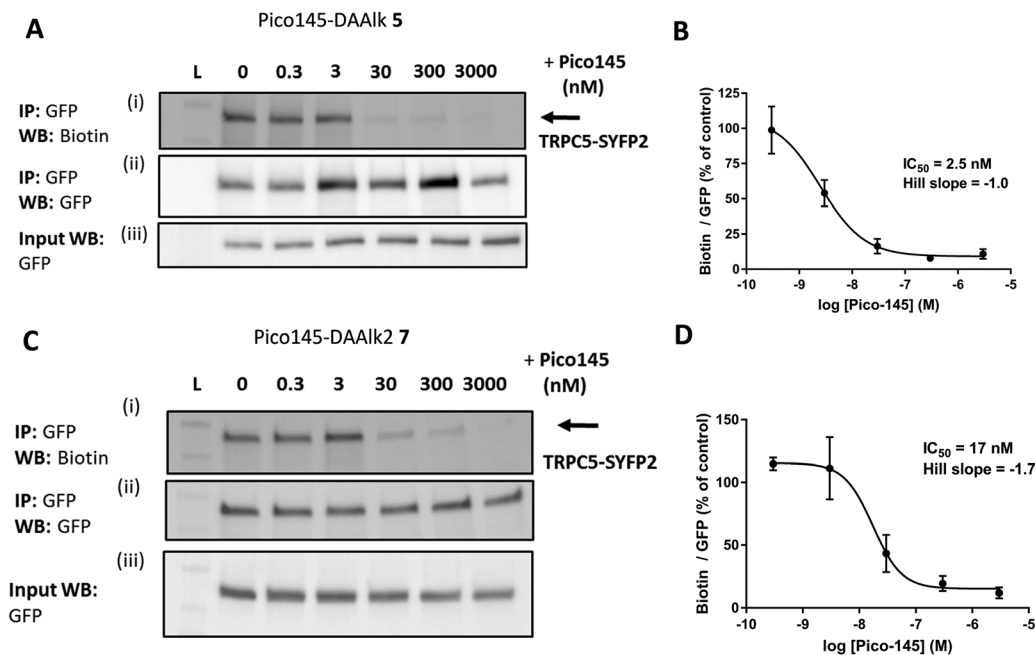 A
Pico145-DAAlk 5
L 0 0.3 3 30 300 3000
+ Pico145
(nM)
(i)
IP: GFP
WB: Biotin
TRPC5-SYFP2
(ii)
IP: GFP
WB: GFP
(iii)
Input WB:
GFP
B
Biotin / GFP (% of control)
125
100
75
50
25
0
IC50 = 2.5 nM
Hill slope = -1.0
-10 -9 -8 -7 -6 -5
log [Pico-145] (M)
C
Pico145-DAAlk2 7
L 0 0.3 3 30 300 3000
+ Pico145
(nM)
(i)
IP: GFP
WB: Biotin
TRPC5-SYFP2
(ii)
IP: GFP
WB: GFP
(iii)
Input WB:
GFP
D
Biotin / GFP (% of control)
150
100
50
0
IC50 = 17 nM
Hill slope = -1.7
-10 -9 -8 -7 -6 -5
log [Pico-145] (M)